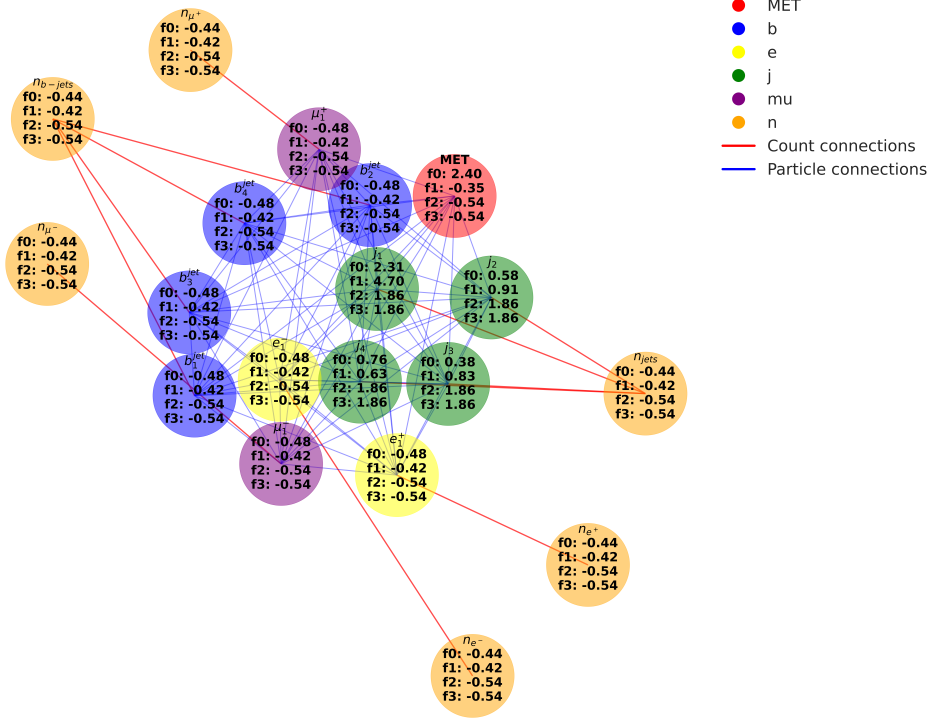 MET
b
e
j
mu
n
Count connections
Particle connections
n_{μ^+}
f0: -0.44
f1: -0.42
f2: -0.54
f3: -0.54
n_{b-jets}
f0: -0.44
f1: -0.42
f2: -0.54
f3: -0.54
μ_1^+
f0: -0.48
f1: -0.42
f2: -0.54
f3: -0.54
MET
f0: 2.40
f1: -0.35
f2: -0.54
f3: -0.54
b_2^{jet}
f0: -0.48
f1: -0.42
f2: -0.54
f3: -0.54
b_4^{jet}
f0: -0.48
f1: -0.42
f2: -0.54
f3: -0.54
n_{μ^-}
f0: -0.44
f1: -0.42
f2: -0.54
f3: -0.54
j_1
f0: 2.31
f1: 4.70
f2: 1.86
f3: 1.86
j_2
f0: 0.58
f1: 0.91
f2: 1.86
f3: 1.86
b_3^{jet}
f0: -0.48
f1: -0.42
f2: -0.54
f3: -0.54
e_1^-
f0: -0.48
f1: -0.42
f2: -0.54
f3: -0.54
j_4
f0: 0.76
f1: 0.63
f2: 1.86
f3: 1.86
j_3
f0: 0.38
f1: 0.83
f2: 1.86
f3: 1.86
n_{jets}
f0: -0.44
f1: -0.42
f2: -0.54
f3: -0.54
b_1^{jet}
f0: -0.48
f1: -0.42
f2: -0.54
f3: -0.54
μ_1^-
f0: -0.48
f1: -0.42
f2: -0.54
f3: -0.54
e_1^+
f0: -0.48
f1: -0.42
f2: -0.54
f3: -0.54
n_{e^+}
f0: -0.44
f1: -0.42
f2: -0.54
f3: -0.54
n_{e^-}
f0: -0.44
f1: -0.42
f2: -0.54
f3: -0.54